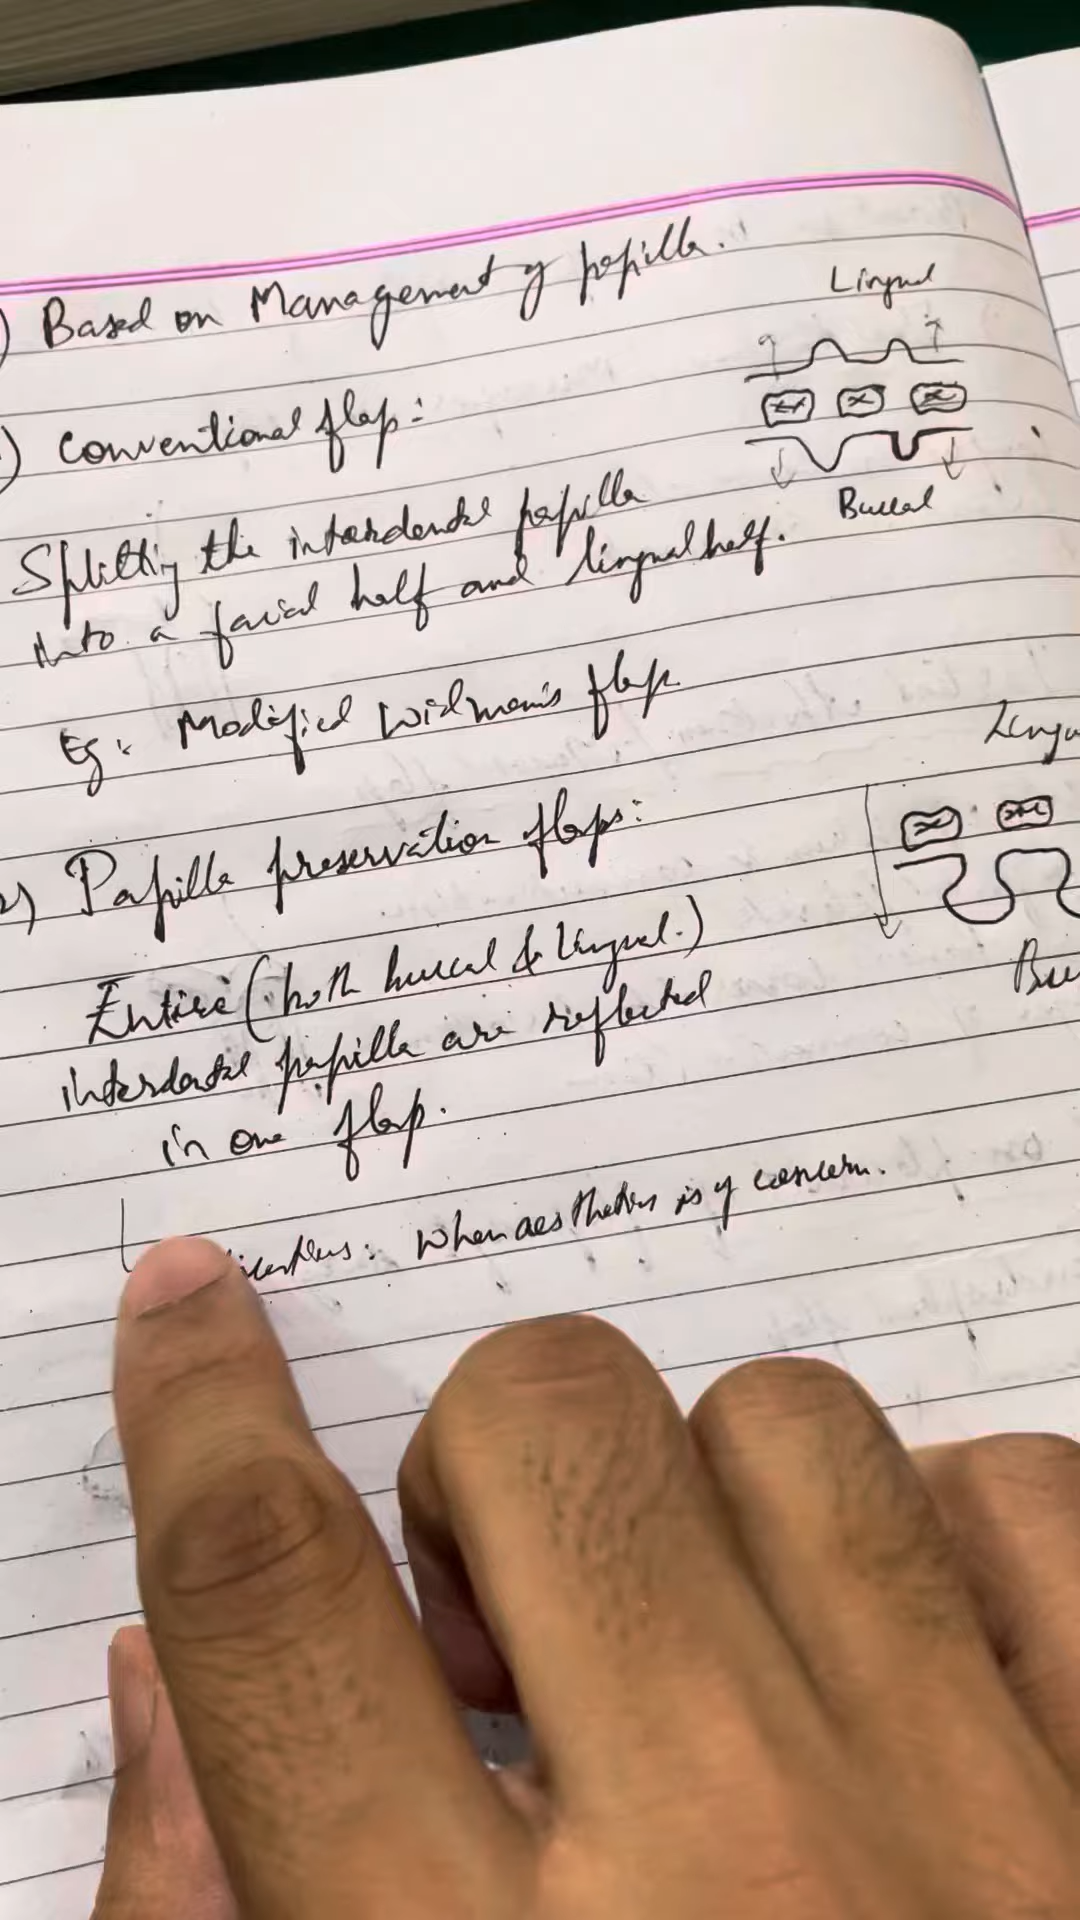 ) Based on Management of papilla.
Lingual
) Conventional flap:
Buccal
Splitting the interdental papilla
into a facial half and lingual half.
Eg: Modified Widman's flap.
2) Papilla preservation flaps:
Entire (both buccal & lingual.)
interdental papilla are reflected
in one flap.
When aesthetics is of concern.